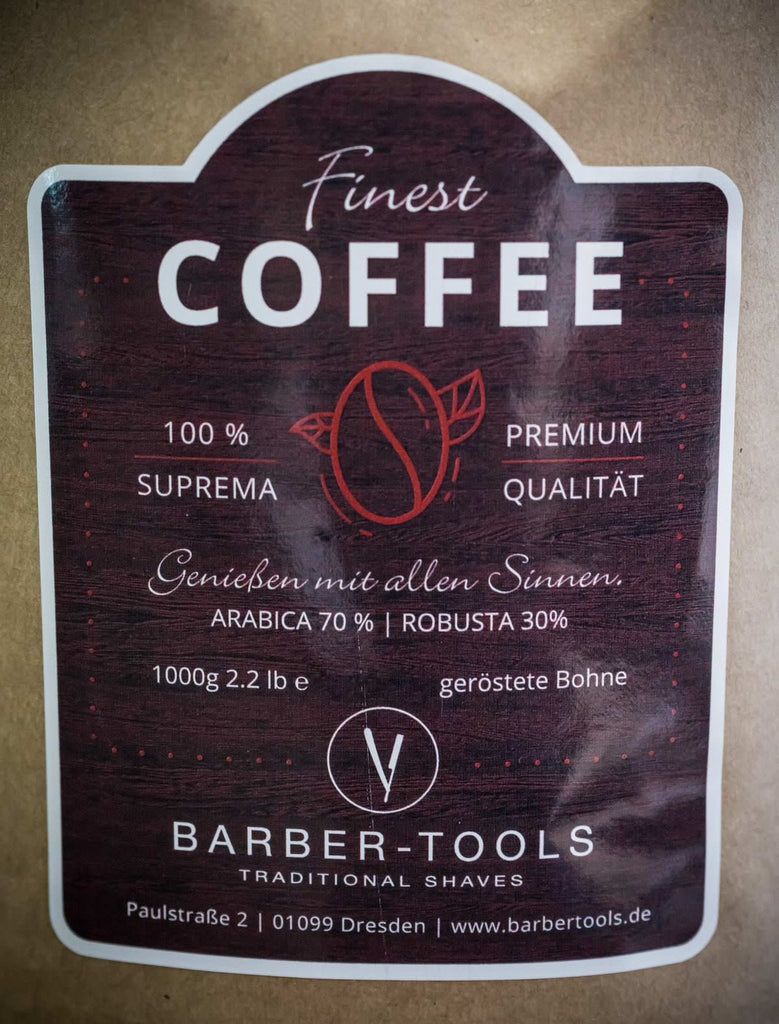 Finest
COFFEE
100 %
SUPREMA
PREMIUM
QUALITÄT
Genießen mit allen Sinnen.
ARABICA 70 % | ROBUSTA 30%
1000g 2.2 lb ℮
geröstete Bohne
BARBER-TOOLS
TRADITIONAL SHAVES
Paulstraße 2 | 01099 Dresden | www.barbertools.de